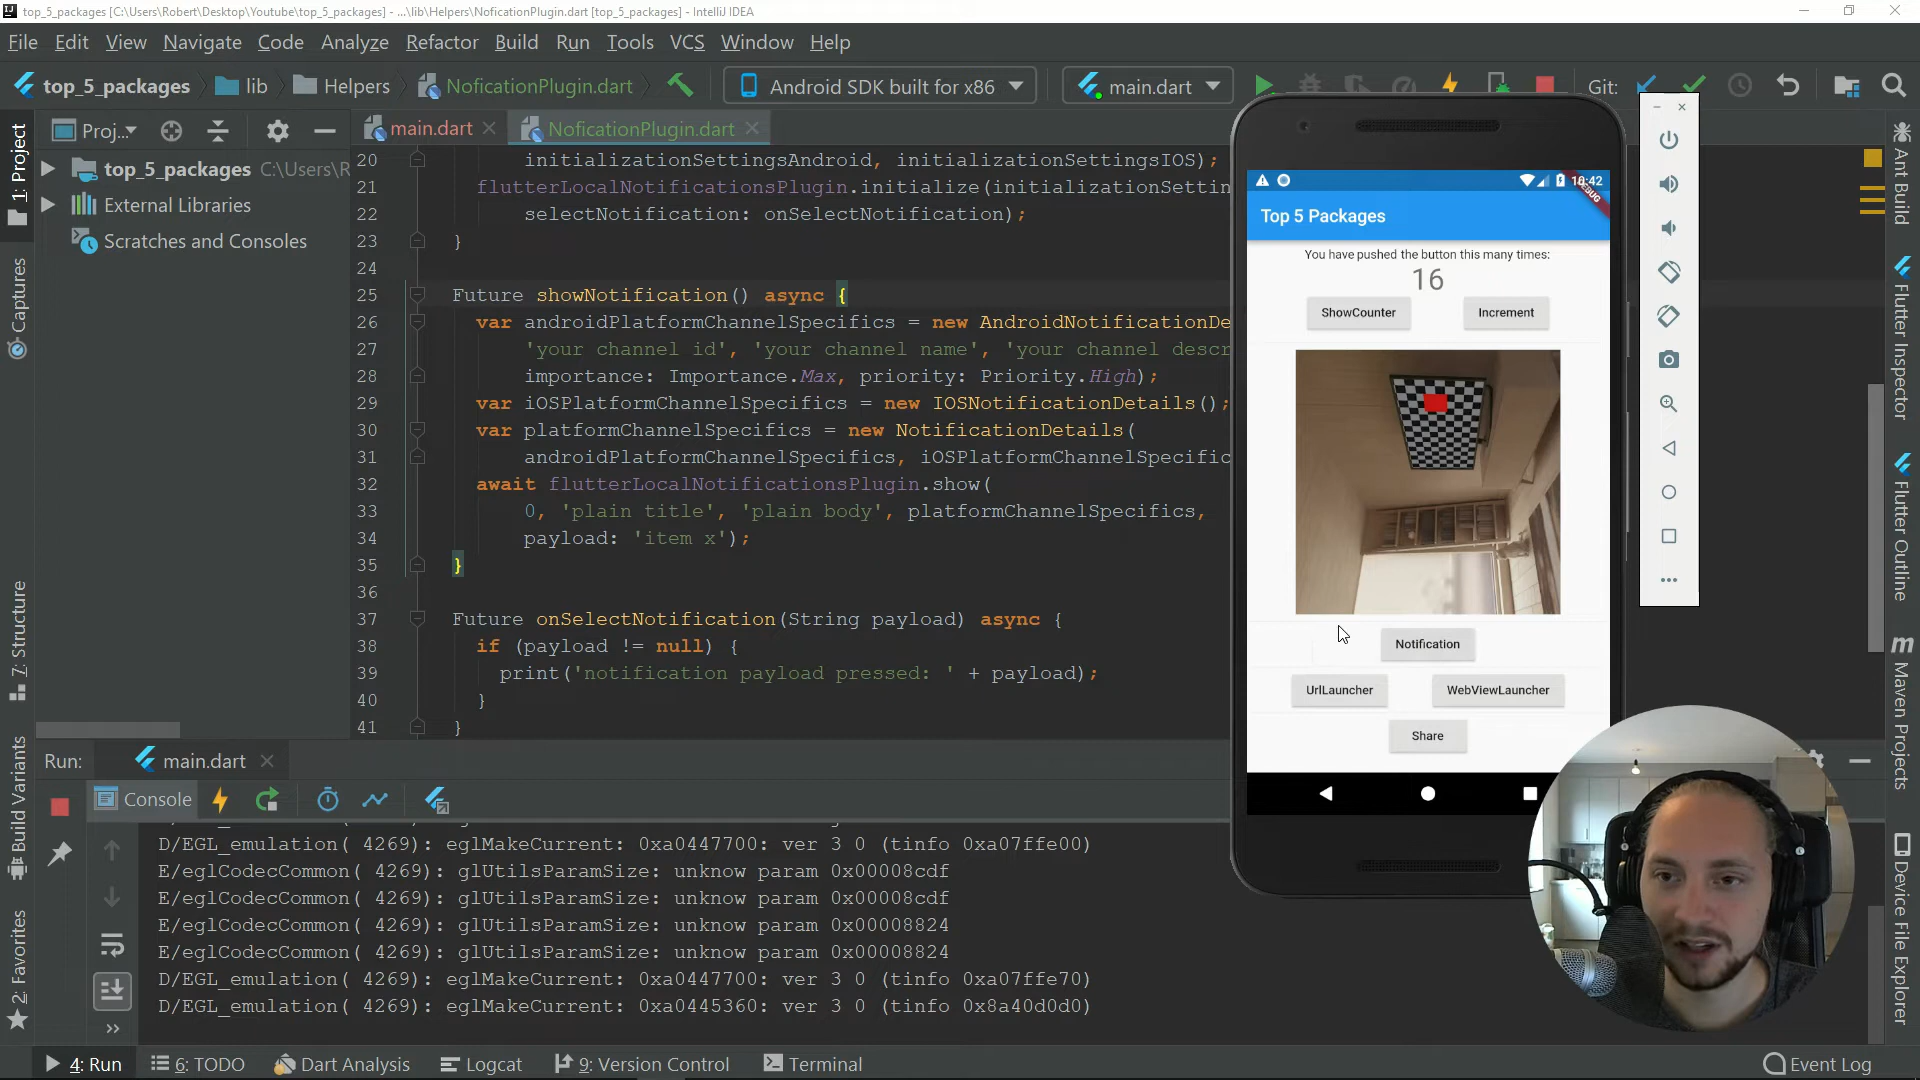 top_5_packages [C:\Users\Robert\Desktop\Youtube\top_5_packages] - ...\lib\Helpers\NoficationPlugin.dart [top_5_packages] - IntelliJ IDEA
File Edit View Navigate Code Analyze Refactor Build Run Tools VCS Window Help
top_5_packages lib Helpers NoficationPlugin.dart Android SDK built for x86 main.dart Git:
Proj... main.dart NoficationPlugin.dart
top_5_packages C:\Users\R
External Libraries
Scratches and Consoles
1: Project
Captures
7: Structure
Build Variants
2: Favorites
20 initializationSettingsAndroid, initializationSettingsIOS);
21 flutterLocalNotificationsPlugin.initialize(initializationSettin
22 selectNotification: onSelectNotification);
23 }
24
25 Future showNotification() async {
26 var androidPlatformChannelSpecifics = new AndroidNotificationDe
27 'your channel id', 'your channel name', 'your channel descr
28 importance: Importance.Max, priority: Priority.High);
29 var iOSPlatformChannelSpecifics = new IOSNotificationDetails();
30 var platformChannelSpecifics = new NotificationDetails(
31 androidPlatformChannelSpecifics, iOSPlatformChannelSpecific
32 await flutterLocalNotificationsPlugin.show(
33 0, 'plain title', 'plain body', platformChannelSpecifics,
34 payload: 'item x');
35 }
36
37 Future onSelectNotification(String payload) async {
38 if (payload != null) {
39 print('notification payload pressed: ' + payload);
40 }
41 }
10:42
DEBUG
Top 5 Packages
You have pushed the button this many times:
16
ShowCounter Increment
Notification
UrlLauncher WebViewLauncher
Share
Ant Build
Flutter Inspector
Flutter Outline
Maven Projects
Device File Explorer
Run: main.dart
Console
D/EGL_emulation( 4269): eglMakeCurrent: 0xa0447700: ver 3 0 (tinfo 0xa07ffe00)
E/eglCodecCommon( 4269): glUtilsParamSize: unknow param 0x00008cdf
E/eglCodecCommon( 4269): glUtilsParamSize: unknow param 0x00008cdf
E/eglCodecCommon( 4269): glUtilsParamSize: unknow param 0x00008824
E/eglCodecCommon( 4269): glUtilsParamSize: unknow param 0x00008824
D/EGL_emulation( 4269): eglMakeCurrent: 0xa0447700: ver 3 0 (tinfo 0xa07ffe70)
D/EGL_emulation( 4269): eglMakeCurrent: 0xa0445360: ver 3 0 (tinfo 0x8a40d0d0)
4: Run 6: TODO Dart Analysis Logcat 9: Version Control Terminal Event Log